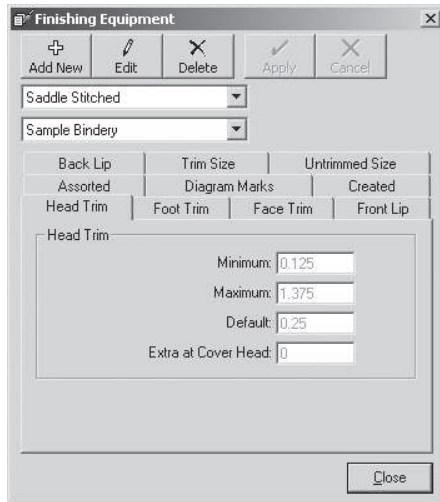 Finishing Equipment
Add New Edit Delete Apply Cancel
Saddle Stitched
Sample Bindery
Back Lip Trim Size Untrimmed Size
Assorted Diagram Marks Created
Head Trim Foot Trim Face Trim Front Lip
Head Trim
Minimum: 0.125
Maximum: 1.375
Default: 0.25
Extra at Cover Head: 0
Close